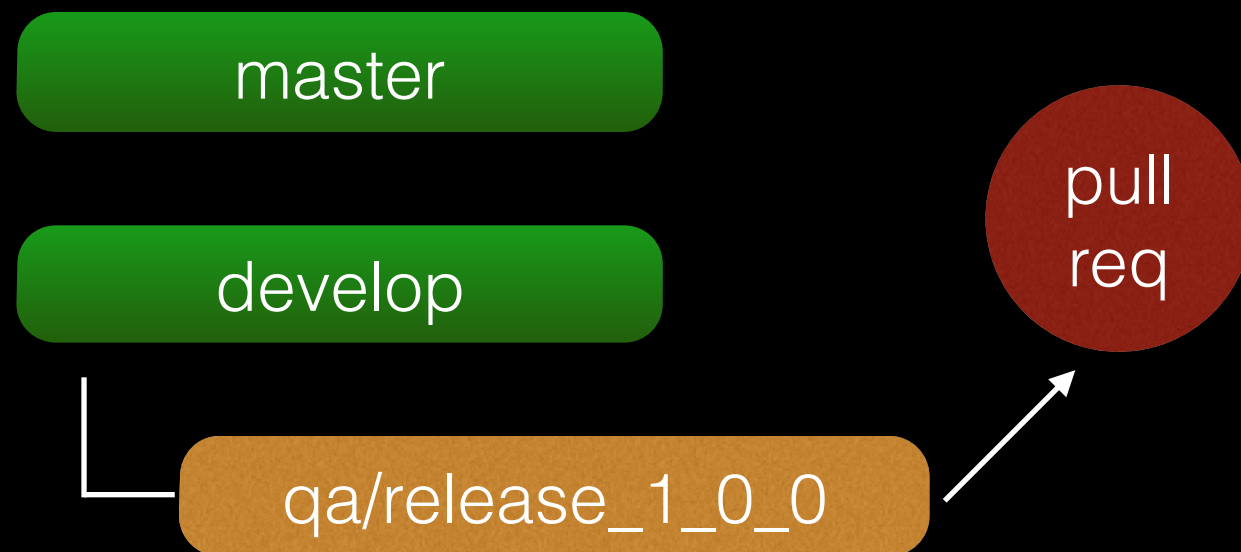 master
pull
req
develop
qa/release_1_0_0